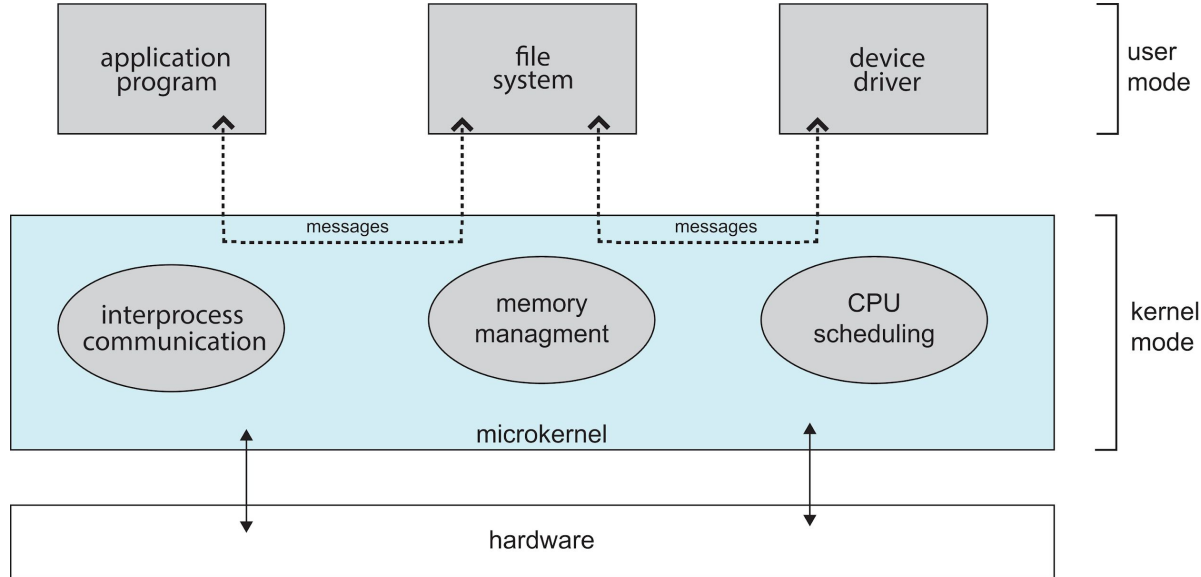 application
program
file
system
device
driver
user
mode
messages
messages
interprocess
communication
memory
managment
CPU
scheduling
kernel
mode
microkernel
hardware